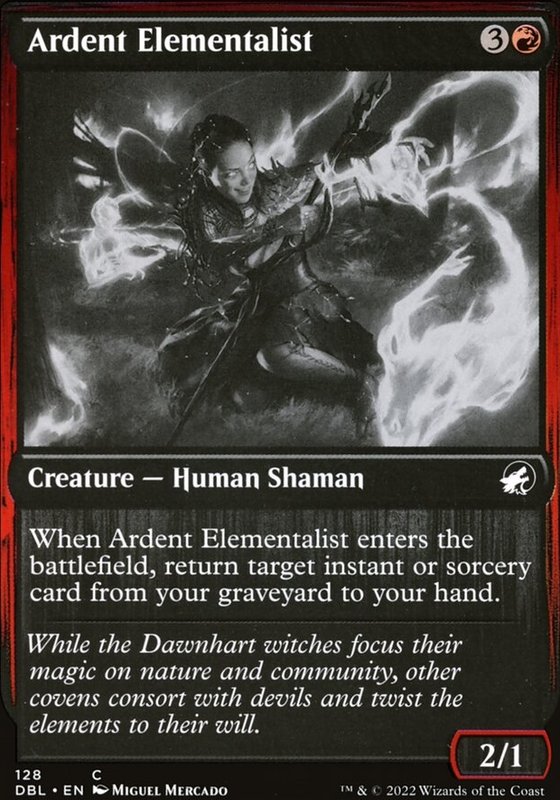 Ardent Elementalist 3
Creature — Human Shaman
When Ardent Elementalist enters the
battlefield, return target instant or sorcery
card from your graveyard to your hand.
While the Dawnhart witches focus their
magic on nature and community, other
covens consort with devils and twist the
elements to their will.
2/1
128 C
DBL • EN Miguel Mercado
™ & © 2022 Wizards of the Coast